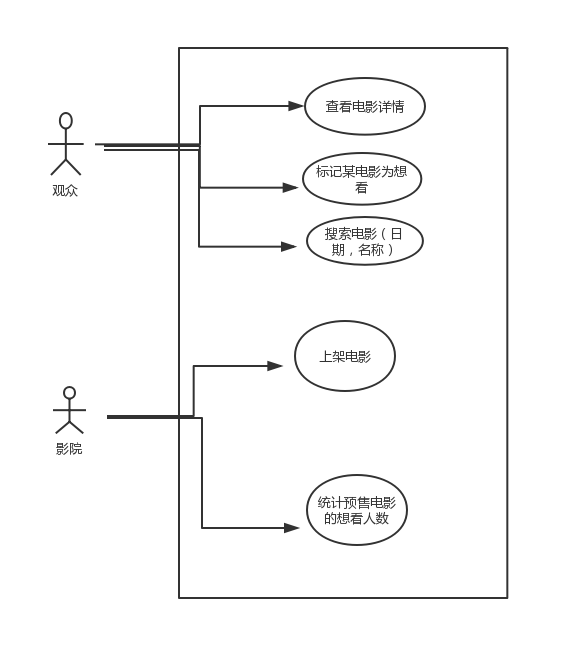 查看电影详情
标记某电影为想
看
观众
搜索电影（日
期，名称）
上架电影
影院
统计预售电影
的想看人数